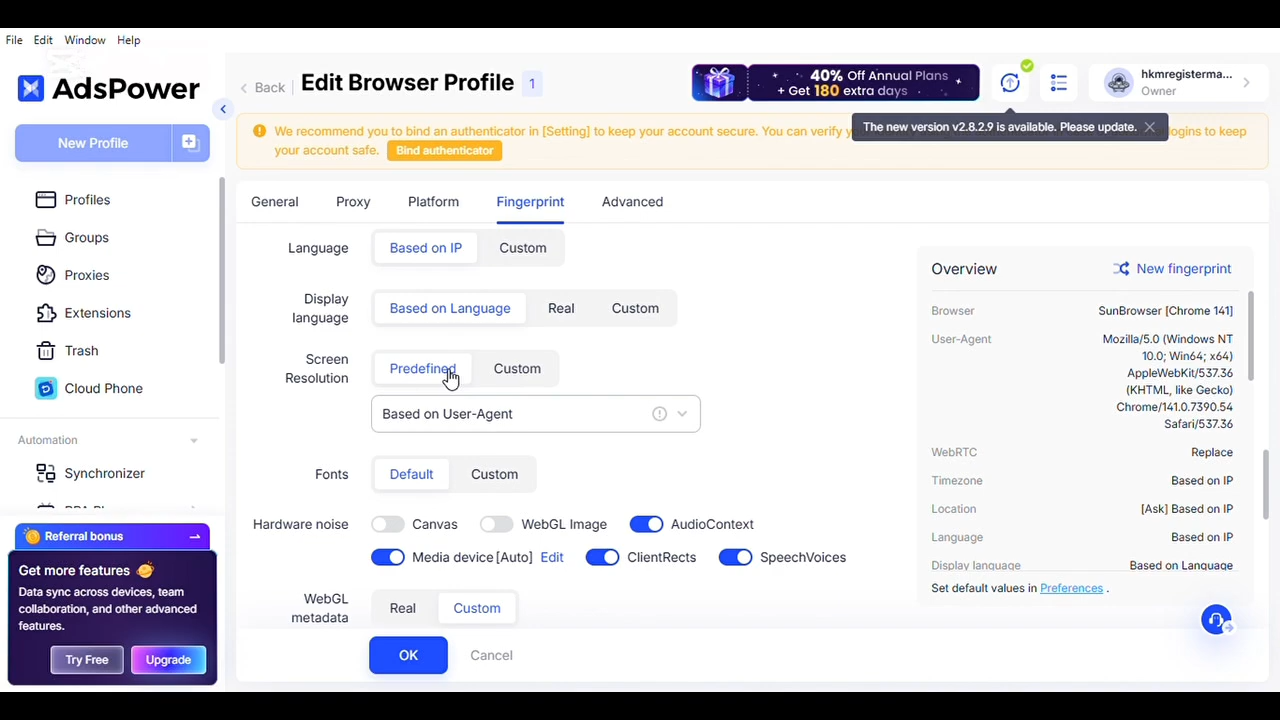 File Edit Window Help
AdsPower
Back
Edit Browser Profile 1
40% Off Annual Plans
+ Get 180 extra days
hkmregisterma...
Owner
The new version v2.8.2.9 is available. Please update.
We recommend you to bind an authenticator in [Setting] to keep your account secure. You can verify y
logins to keep
your account safe. Bind authenticator
New Profile
Profiles
Groups
Proxies
Extensions
Trash
Cloud Phone
Automation
Synchronizer
Referral bonus
Get more features
Data sync across devices, team
collaboration, and other advanced
features.
Try Free Upgrade
General Proxy Platform Fingerprint Advanced
Language Based on IP Custom
Display
language
Based on Language Real Custom
Screen
Resolution
Predefined Custom
Based on User-Agent
Fonts Default Custom
Hardware noise Canvas WebGL Image AudioContext
Media device [Auto] Edit ClientRects SpeechVoices
WebGL
metadata
Real Custom
OK Cancel
Overview New fingerprint
Browser SunBrowser [Chrome 141]
User-Agent Mozilla/5.0 (Windows NT
10.0; Win64; x64)
AppleWebKit/537.36
(KHTML, like Gecko)
Chrome/141.0.7390.54
Safari/537.36
WebRTC Replace
Timezone Based on IP
Location [Ask] Based on IP
Language Based on IP
Display language Based on Language
Set default values in Preferences .